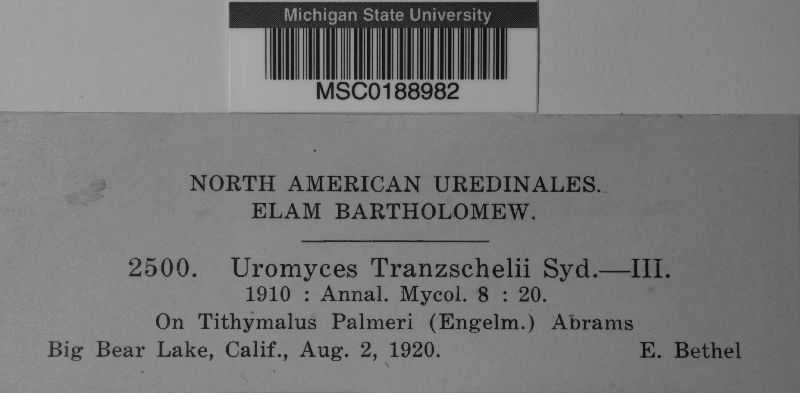 Michigan State University
MSC0188982
NORTH AMERICAN UREDINALES.
ELAM BARTHOLOMEW.
2500. Uromyces Tranzschelii Syd.—III.
1910 : Annal. Mycol. 8 : 20.
On Tithymalus Palmeri (Engelm.) Abrams
Big Bear Lake, Calif., Aug. 2, 1920. E. Bethel